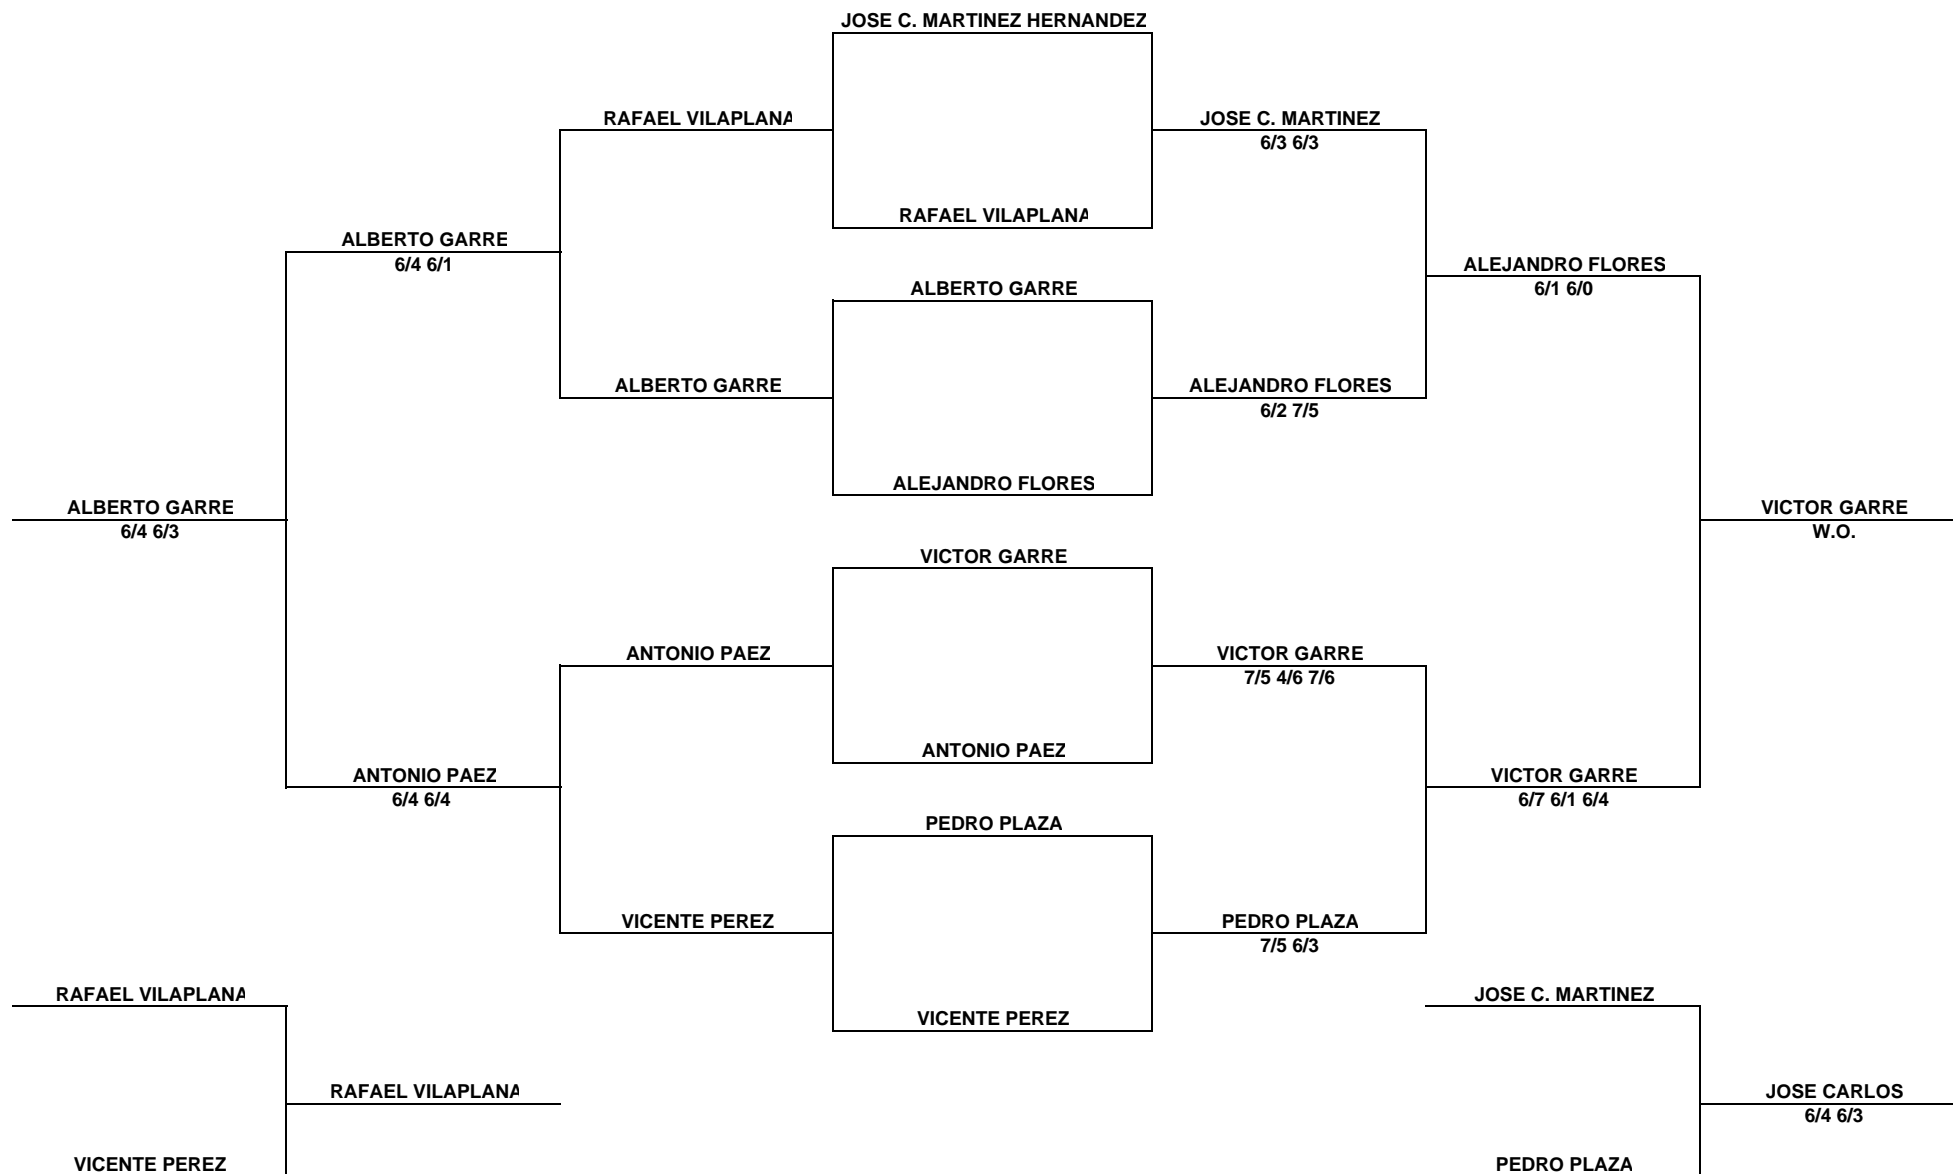 JOSE C. MARTINEZ HERNANDEZ
RAFAEL VILAPLANA
JOSE C. MARTINEZ
6/3 6/3
RAFAEL VILAPLANA
ALBERTO GARRE
6/4 6/1
ALEJANDRO FLORES
6/1 6/0
ALBERTO GARRE
ALBERTO GARRE
ALEJANDRO FLORES
6/2 7/5
ALEJANDRO FLORES
ALBERTO GARRE
6/4 6/3
VICTOR GARRE
W.O.
VICTOR GARRE
ANTONIO PAEZ
VICTOR GARRE
7/5 4/6 7/6
ANTONIO PAEZ
ANTONIO PAEZ
6/4 6/4
VICTOR GARRE
6/7 6/1 6/4
PEDRO PLAZA
VICENTE PEREZ
PEDRO PLAZA
7/5 6/3
RAFAEL VILAPLANA
JOSE C. MARTINEZ
VICENTE PEREZ
RAFAEL VILAPLANA
JOSE CARLOS
6/4 6/3
VICENTE PEREZ
PEDRO PLAZA